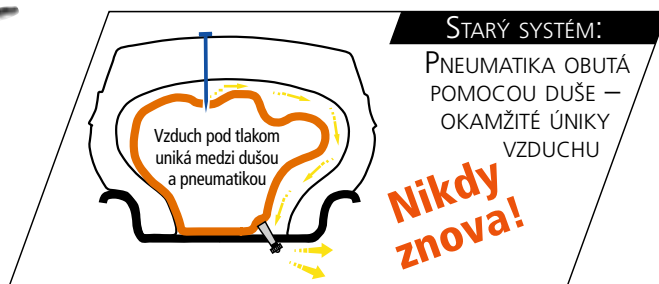 Starý systém:
Pneumatika obutá
pomocou duše –
okamžité úniky
vzduchu
Vzduch pod tlakom
uniká medzi dušou
a pneumatikou
Nikdy
znova!